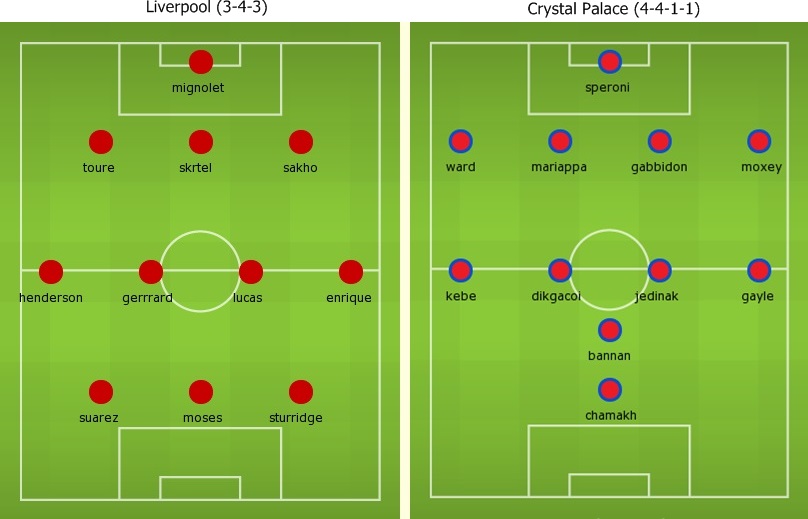 Liverpool (3-4-3)
mignolet
toure skrtel sakho
henderson gerrrard lucas enrique
suarez moses sturridge
Crystal Palace (4-4-1-1)
speroni
ward mariappa gabbidon moxey
kebe dikgacoi jedinak gayle
bannan
chamakh